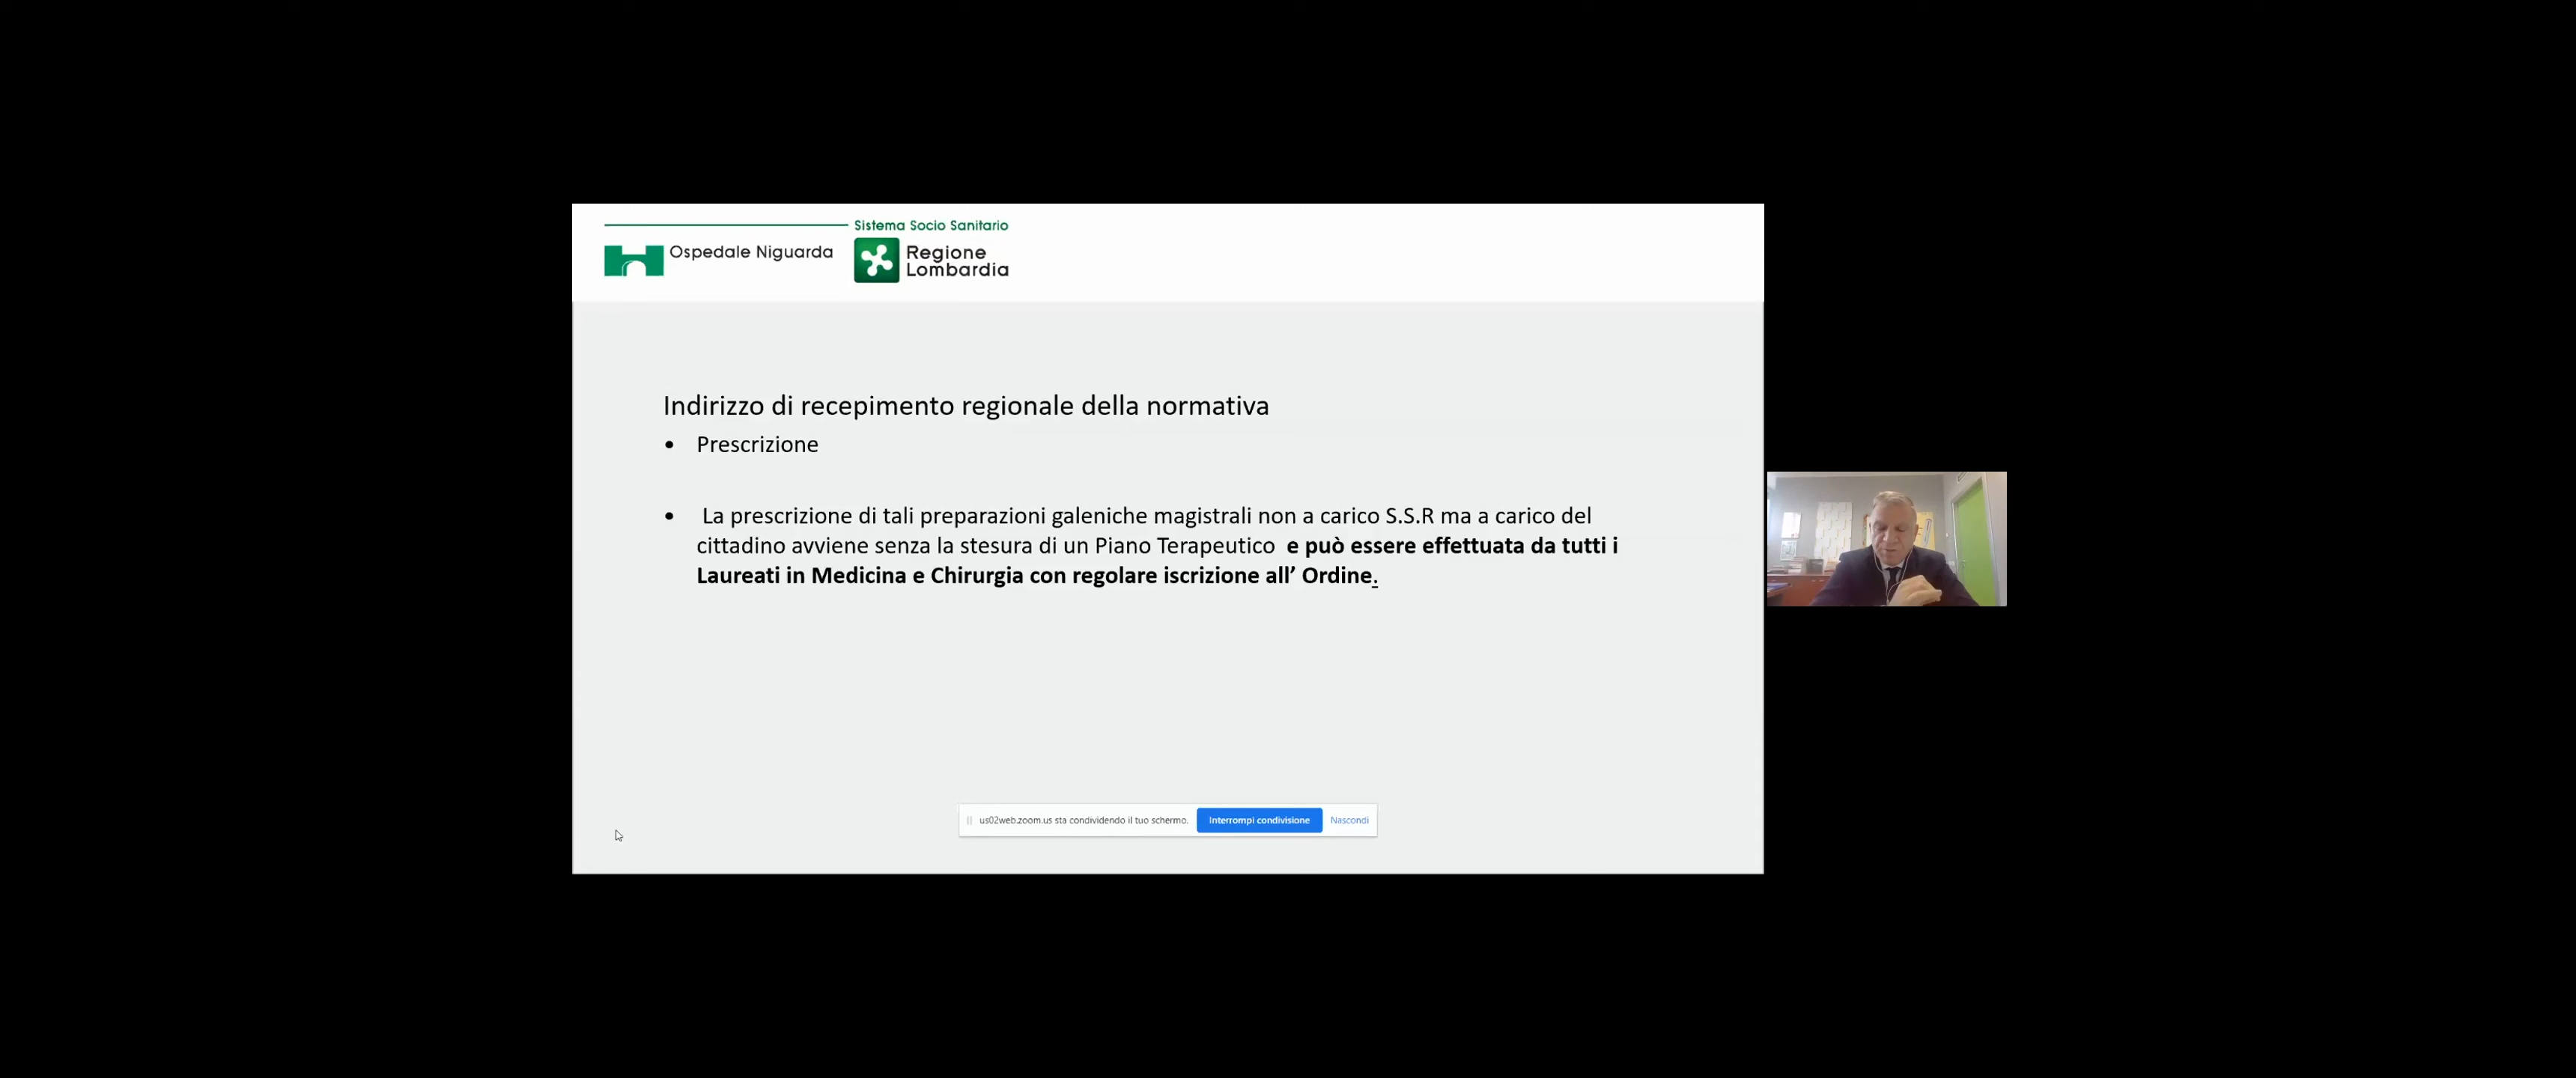 Sistema Socio Sanitario
Ospedale Niguarda
Regione
Lombardia
Indirizzo di recepimento regionale della normativa
• Prescrizione
• La prescrizione di tali preparazioni galeniche magistrali non a carico S.S.R ma a carico del
cittadino avviene senza la stesura di un Piano Terapeutico e può essere effettuata da tutti i
Laureati in Medicina e Chirurgia con regolare iscrizione all’ Ordine.
us02web.zoom.us sta condividendo il tuo schermo. Interrompi condivisione Nascondi